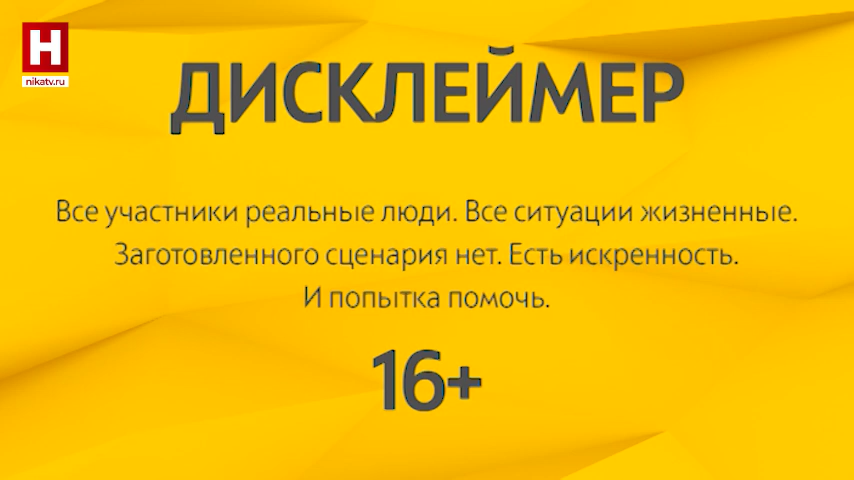 Н
nikatv.ru
ДИСКЛЕЙМЕР
Все участники реальные люди. Все ситуации жизненные.
Заготовленного сценария нет. Есть искренность.
И попытка помочь.
16+